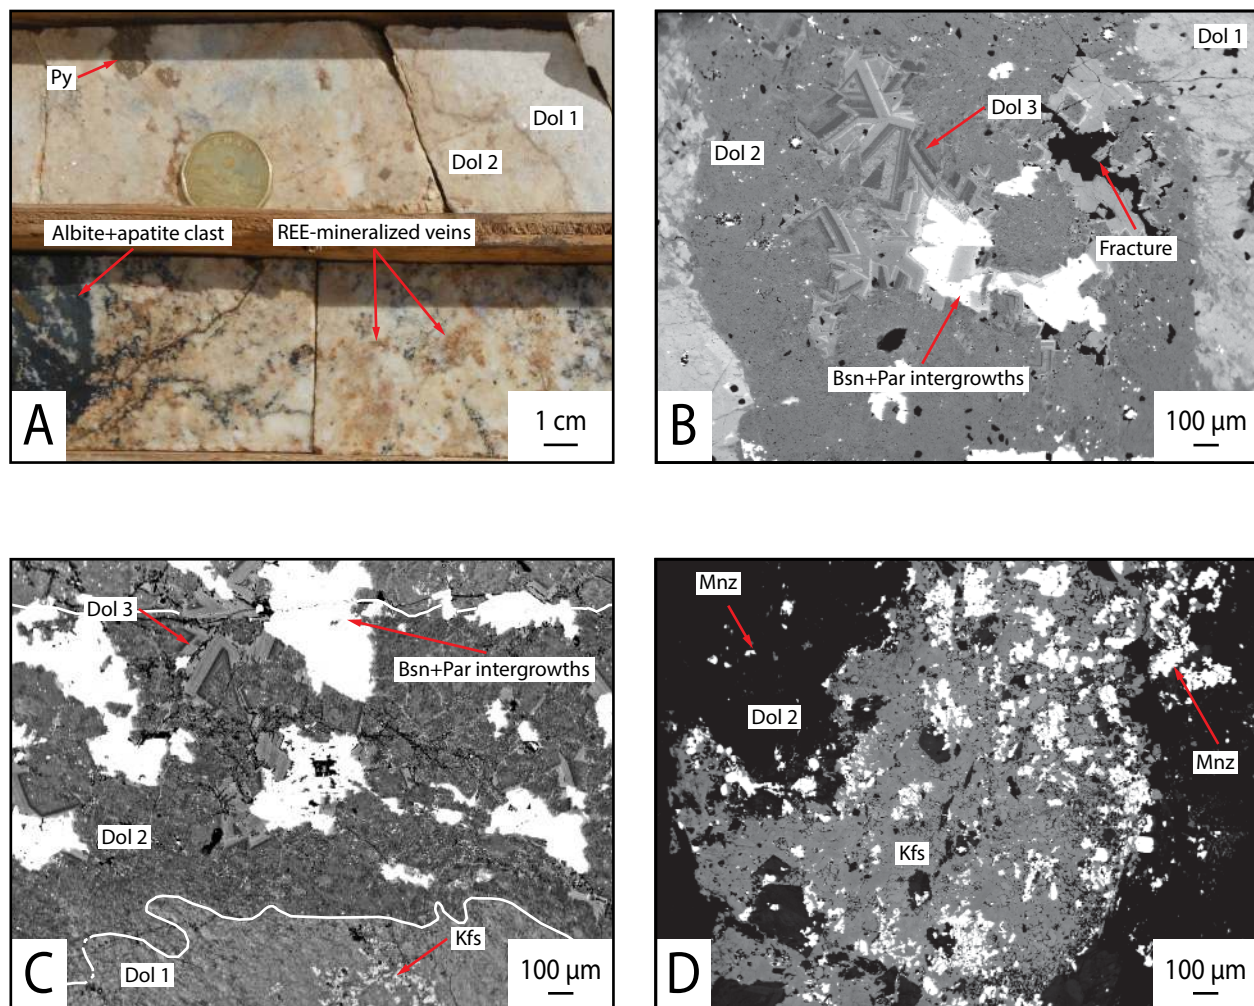 Py
Dol 1
Dol 2
Albite+apatite clast
REE-mineralized veins
A
1 cm
Dol 1
Dol 3
Dol 2
Fracture
Bsn+Par intergrowths
B
100 µm
Dol 3
Bsn+Par intergrowths
Dol 2
Kfs
Dol 1
C
100 µm
Mnz
Dol 2
Mnz
Kfs
D
100 µm